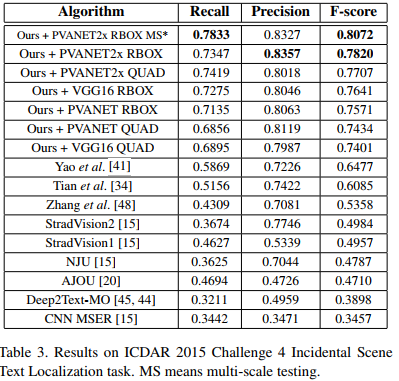 Algorithm Recall Precision F-score
Ours + PVANET2x RBOX MS* 0.7833 0.8327 0.8072
Ours + PVANET2x RBOX 0.7347 0.8357 0.7820
Ours + PVANET2x QUAD 0.7419 0.8018 0.7707
Ours + VGG16 RBOX 0.7275 0.8046 0.7641
Ours + PVANET RBOX 0.7135 0.8063 0.7571
Ours + PVANET QUAD 0.6856 0.8119 0.7434
Ours + VGG16 QUAD 0.6895 0.7987 0.7401
Yao et al. [41] 0.5869 0.7226 0.6477
Tian et al. [34] 0.5156 0.7422 0.6085
Zhang et al. [48] 0.4309 0.7081 0.5358
StradVision2 [15] 0.3674 0.7746 0.4984
StradVision1 [15] 0.4627 0.5339 0.4957
NJU [15] 0.3625 0.7044 0.4787
AJOU [20] 0.4694 0.4726 0.4710
Deep2Text-MO [45, 44] 0.3211 0.4959 0.3898
CNN MSER [15] 0.3442 0.3471 0.3457
Table 3. Results on ICDAR 2015 Challenge 4 Incidental Scene
Text Localization task. MS means multi-scale testing.